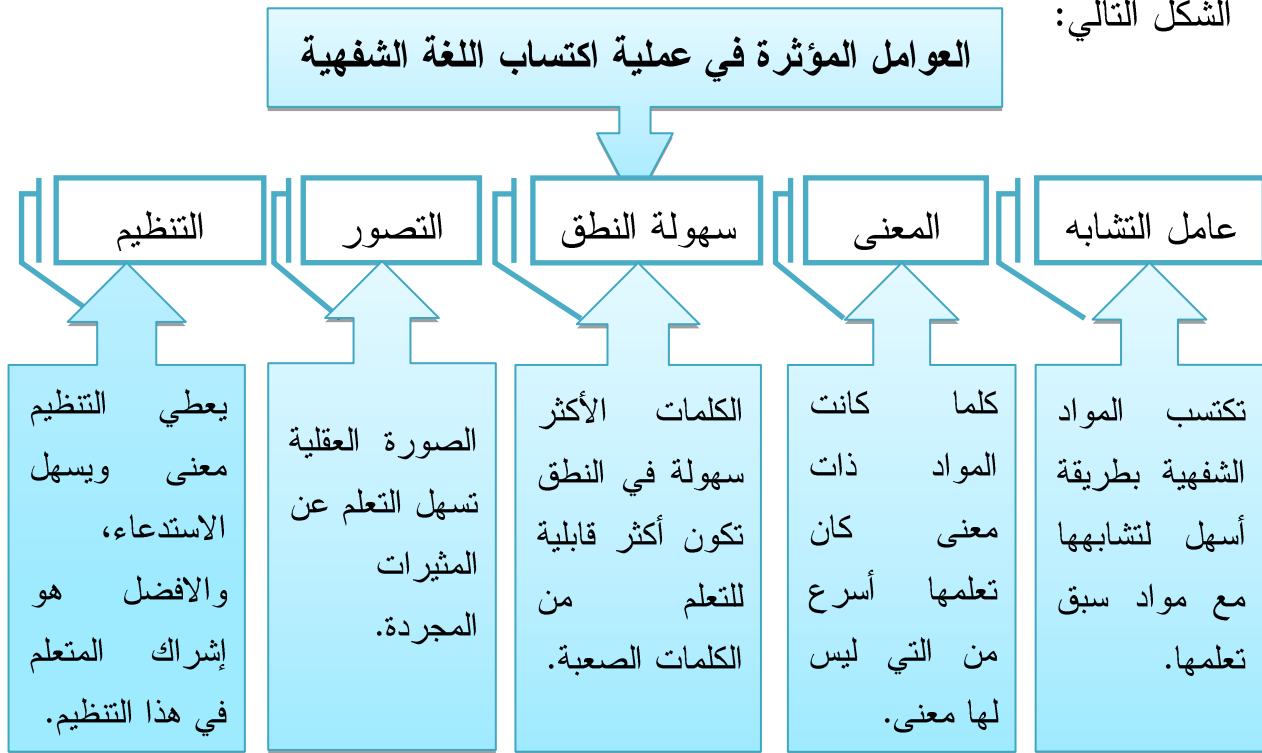 الشكل التالي:
العوامل المؤثرة في عملية اكتساب اللغة الشفهية
عامل التشابه
المعنى
سهولة النطق
التصور
التنظيم
تكتسب المواد
الشفهية بطريقة
أسهل لتشابهها
مع مواد سبق
تعلمها.
كلما كانت
المواد ذات
معنى كان
تعلمها أسرع
من التي ليس
لها معنى.
الكلمات الأكثر
سهولة في النطق
تكون أكثر قابلية
للتعلم من
الكلمات الصعبة.
الصورة العقلية
تسهل التعلم عن
المثيرات
المجردة.
يعطي التنظيم
معنى ويسهل
الاستدعاء،
والافضل هو
إشراك المتعلم
في هذا التنظيم.